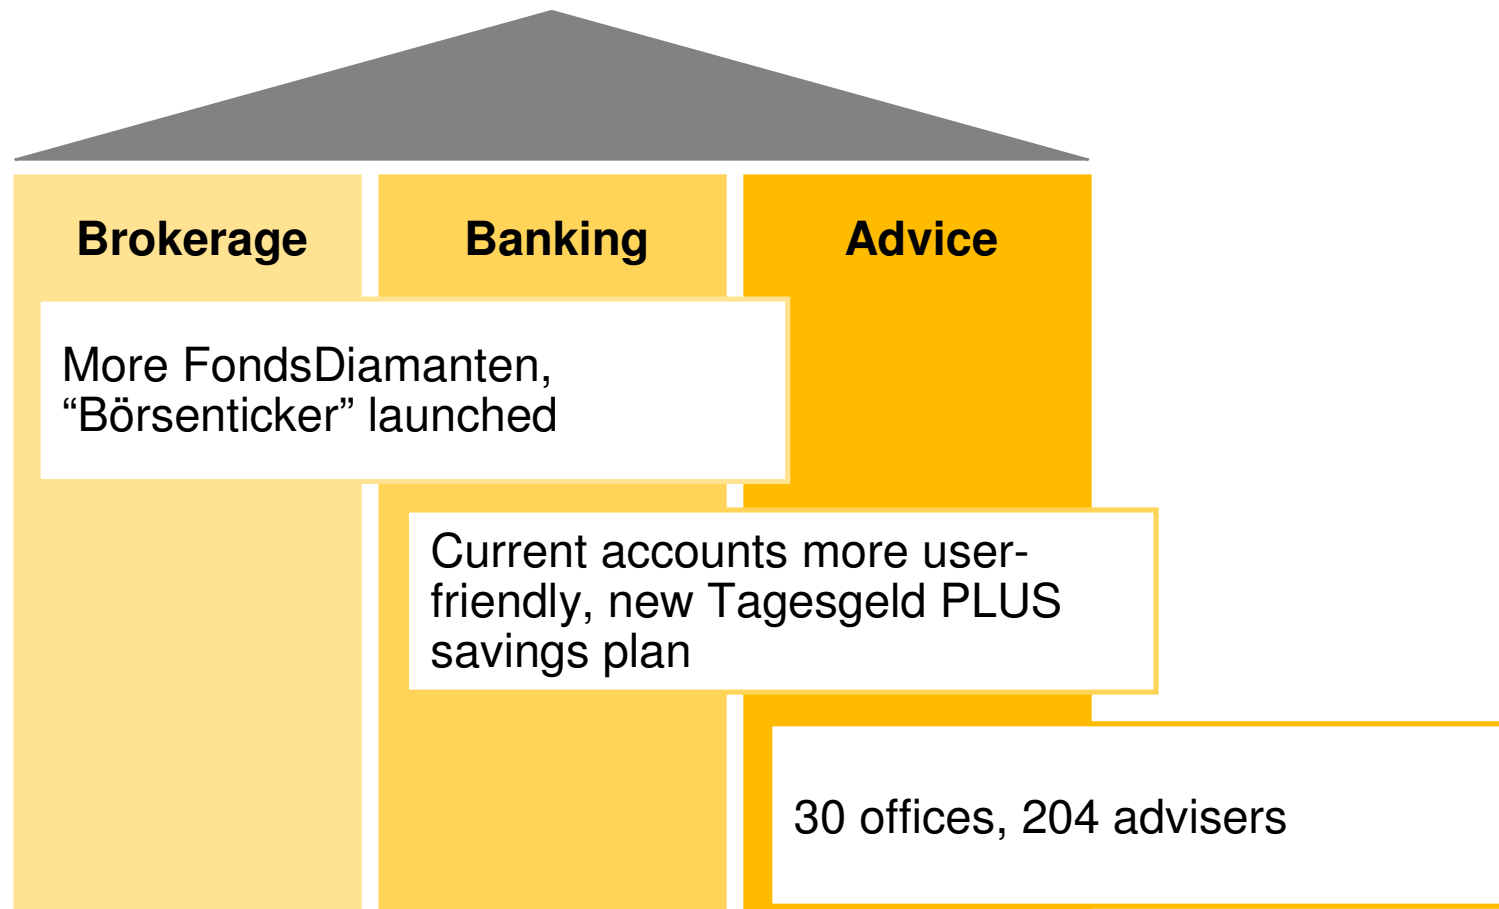 Brokerage
Banking
Advice
More FondsDiamanten,
“Börsenticker” launched
Current accounts more user-
friendly, new Tagesgeld PLUS
savings plan
30 offices, 204 advisers